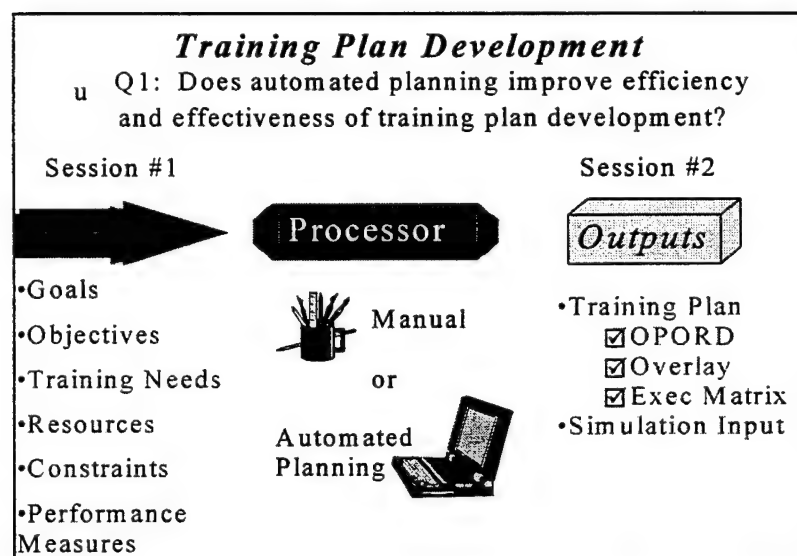 Training Plan Development
u Q1: Does automated planning improve efficiency
and effectiveness of training plan development?
Session #1
•Goals
•Objectives
•Training Needs
•Resources
•Constraints
•Performance
Measures
Processor
Manual
or
Automated
Planning
Session #2
Outputs
•Training Plan
☑OPORD
☑Overlay
☑Exec Matrix
•Simulation Input